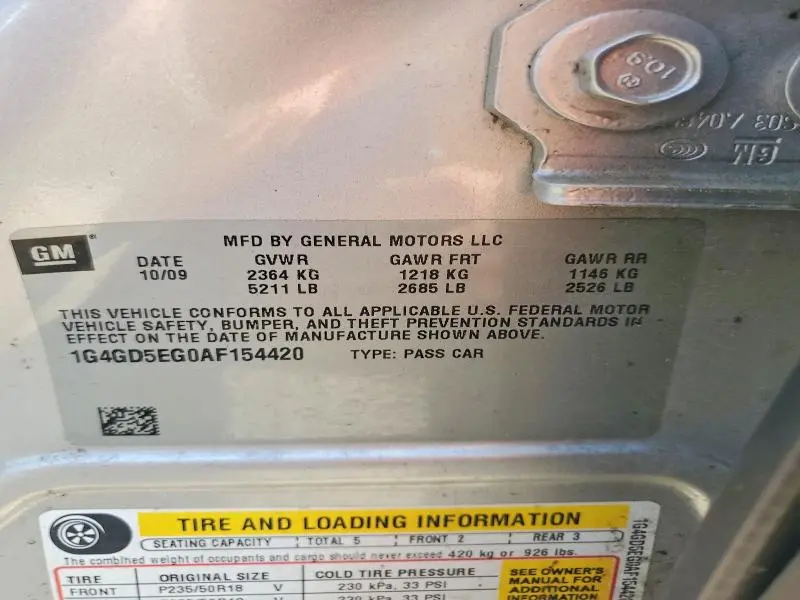 10.9
GM
GM
MFD BY GENERAL MOTORS LLC
DATE GVWR GAWR FRT GAWR RR
10/09 2364 KG 1218 KG 1146 KG
5211 LB 2685 LB 2526 LB
THIS VEHICLE CONFORMS TO ALL APPLICABLE U.S. FEDERAL MOTOR
VEHICLE SAFETY, BUMPER, AND THEFT PREVENTION STANDARDS IN
EFFECT ON THE DATE OF MANUFACTURE SHOWN ABOVE.
1G4GD5EG0AF154420 TYPE: PASS CAR
TIRE AND LOADING INFORMATION
SEATING CAPACITY TOTAL 5 FRONT 2 REAR 3
The combined weight of occupants and cargo should never exceed 420 kg or 926 lbs.
TIRE ORIGINAL SIZE COLD TIRE PRESSURE
FRONT P235/50R18 V 230 kPa, 33 PSI
SEE OWNER'S
MANUAL FOR
ADDITIONAL
INFORMATION
1G4GD5EG0AF15442